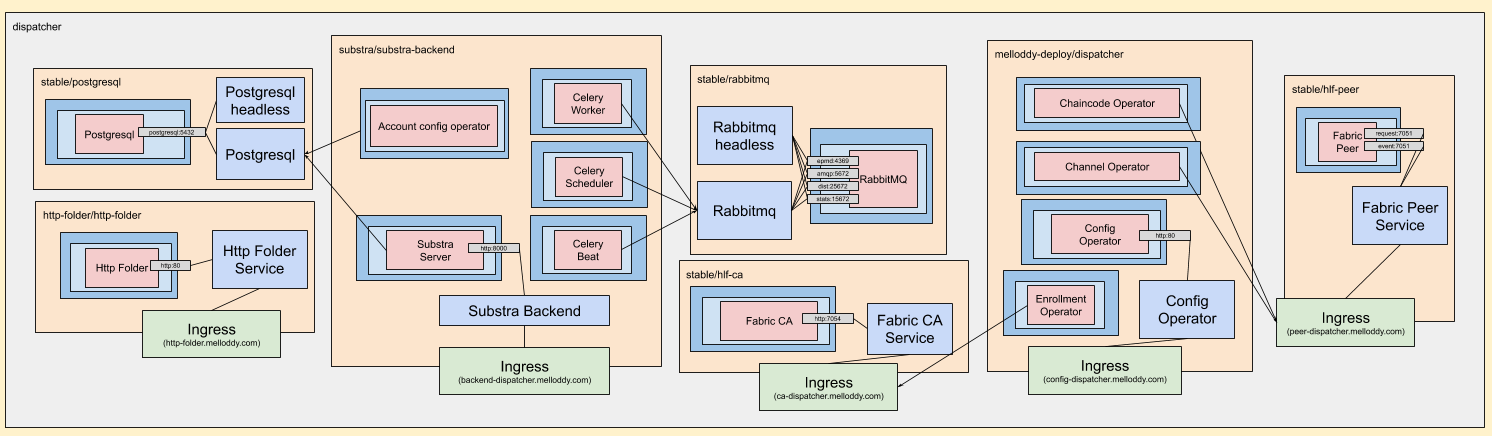 dispatcher
stable/postgresql
Postgresql
postgresql:5432
Postgresql
headless
Postgresql
http-folder/http-folder
Http Folder
http:80
Http Folder
Service
Ingress
(http-folder.melloddy.com)
substra/substra-backend
Account config operator
Celery
Worker
Celery
Scheduler
Celery
Beat
Substra
Server
http:8000
Substra Backend
Ingress
(backend-dispatcher.melloddy.com)
stable/rabbitmq
Rabbitmq
headless
Rabbitmq
epmd:4369
amqp:5672
dist:25672
stats:15672
RabbitMQ
stable/hlf-ca
Fabric CA
http:7054
Fabric CA
Service
Ingress
(ca-dispatcher.melloddy.com)
melloddy-deploy/dispatcher
Chaincode Operator
Channel Operator
Config
Operator
http:80
Enrollment
Operator
Config
Operator
Ingress
(config-dispatcher.melloddy.com)
stable/hlf-peer
Fabric
Peer
request:7051
event:7051
Fabric Peer
Service
Ingress
(peer-dispatcher.melloddy.com)